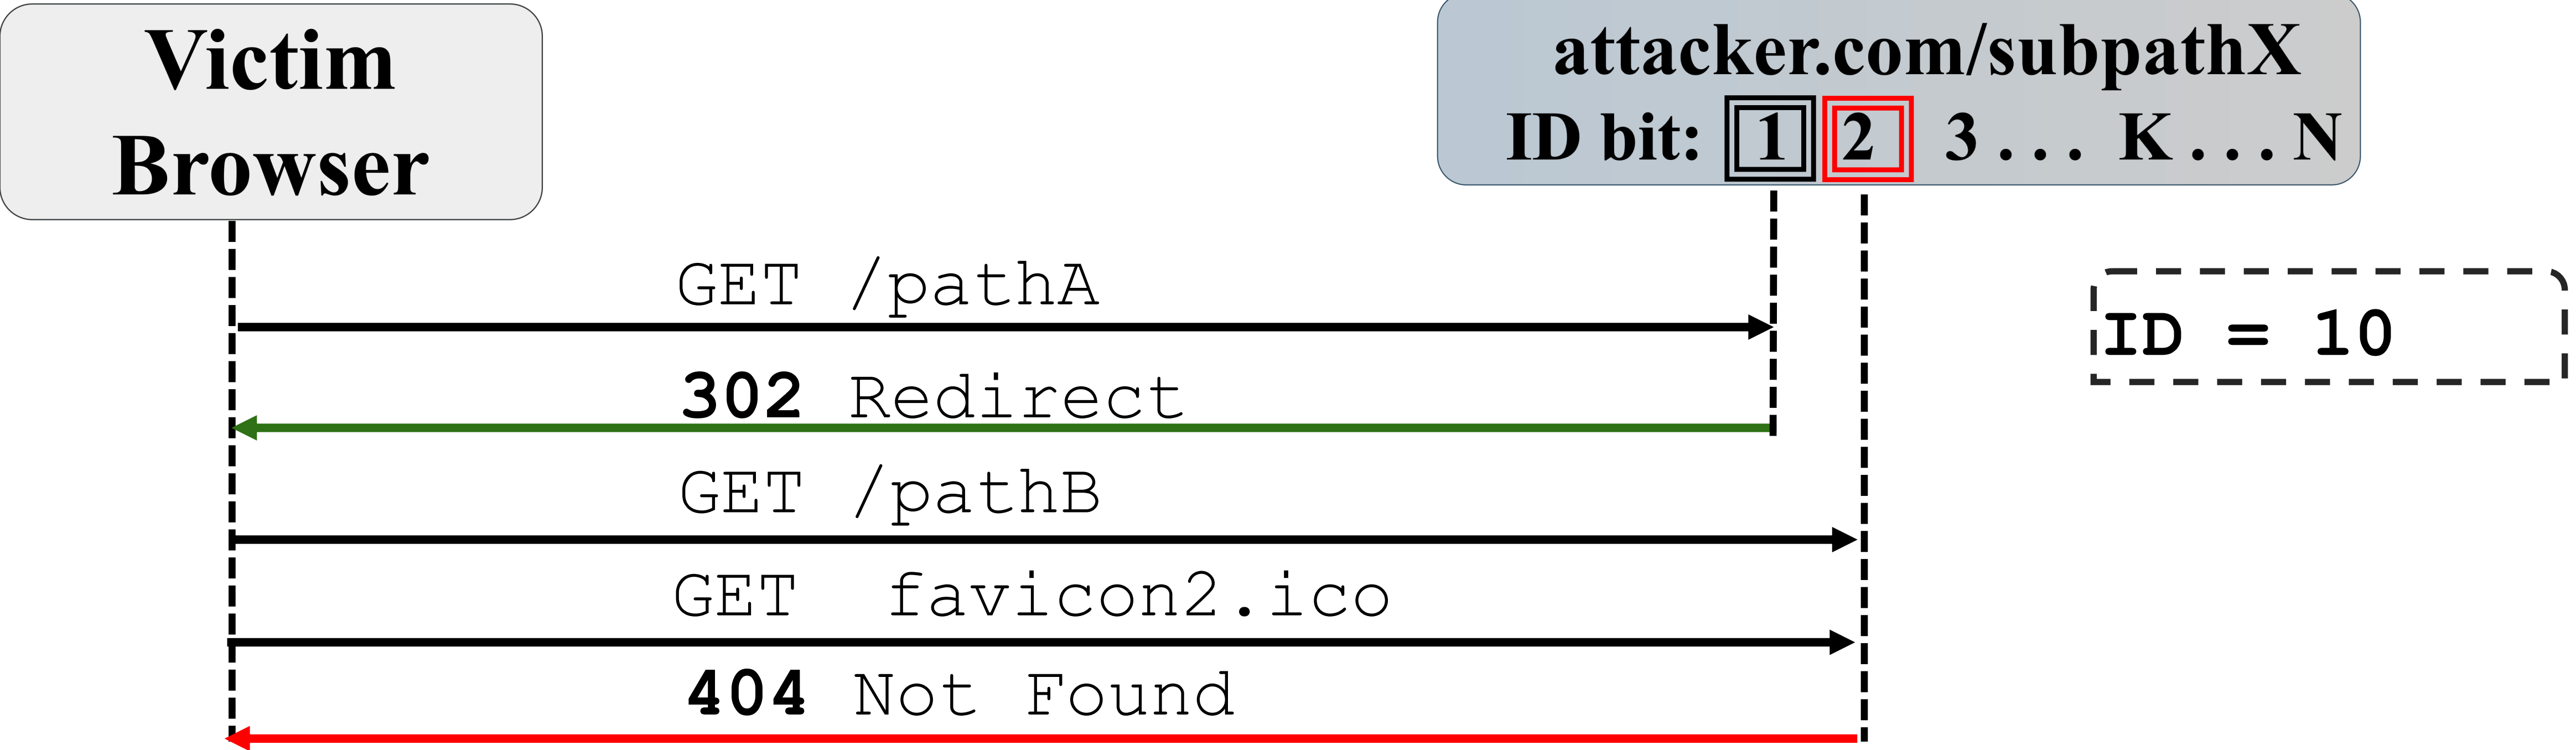 Victim
Browser
attacker.com/subpathX
ID bit: 1 2 3 . . . K . . . N
GET /pathA
302 Redirect
ID = 10
GET /pathB
GET favicon2.ico
404 Not Found